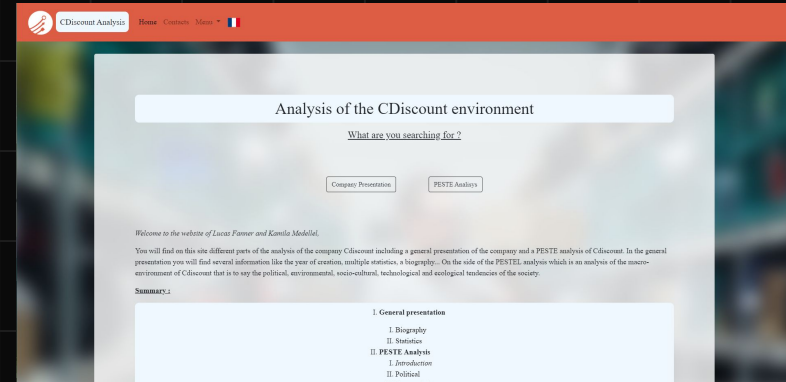 CDiscount Analysis Home Contacts Menu
Analysis of the CDiscount environment
What are you searching for ?
Company Presentation PESTE Analisys
Welcome to the website of Lucas Fanner and Kamila Medellel.
You will find on this site different parts of the analysis of the company Cdiscount including a general presentation of the company and a PESTE analysis of Cdiscount. In the general
presentation you will find several information like the year of creation, multiple statistics, a biography... On the side of the PESTEL analysis which is an analysis of the macro-
environment of Cdiscount that is to say the political, environmental, socio-cultural, technological and ecological tendencies of the society.
Summary :
I. General presentation
I. Biography
II. Statistics
II. PESTE Analysis
I. Introduction
II. Political